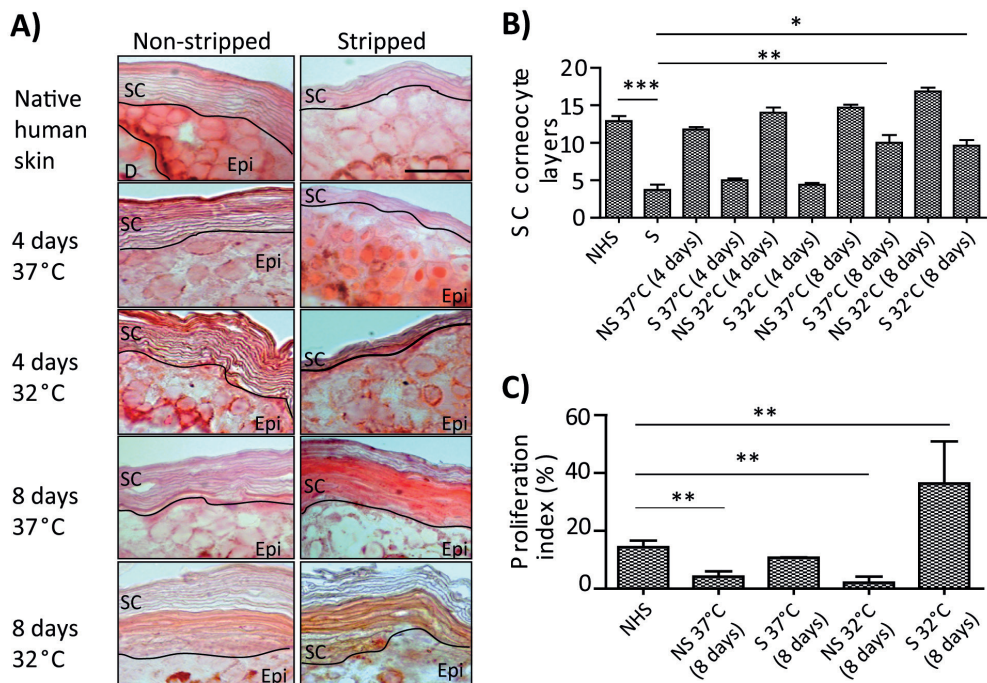 A)
Non-stripped
Stripped
Native
human
skin
SC
D
Epi
SC
4 days
37°C
SC
Epi
SC
Epi
4 days
32°C
SC
Epi
SC
Epi
8 days
37°C
SC
Epi
SC
Epi
8 days
32°C
SC
Epi
SC
Epi
B)
SC corneocyte
layers
20
15
10
5
0
***
**
*
NHS
S
NS 37°C (4 days)
S 37°C (4 days)
NS 32°C (4 days)
S 32°C (4 days)
NS 37°C (8 days)
S 37°C (8 days)
NS 32°C (8 days)
S 32°C (8 days)
C)
Proliferation
index (%)
60
40
20
0
**
**
**
NHS
NS 37°C
(8 days)
S 37°C
(8 days)
NS 32°C
(8 days)
S 32°C
(8 days)